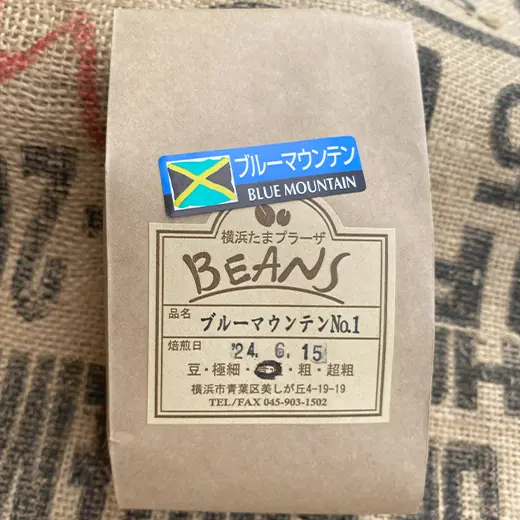 ブルーマウンテン
BLUE MOUNTAIN
横浜たまプラーザ
BEANS
品名 ブルーマウンテンNo.1
焙煎日 '24. 6. 15
豆・極細・ ・粗・超粗
横浜市青葉区美しが丘4-19-19
TEL/FAX 045-903-1502